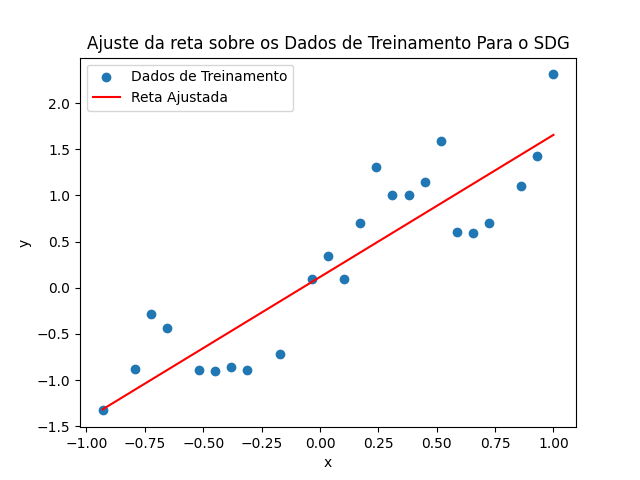 Ajuste da reta sobre os Dados de Treinamento Para o SDG
Dados de Treinamento
Reta Ajustada
2.0
1.5
1.0
0.5
0.0
−0.5
−1.0
−1.5
y
−1.00 −0.75 −0.50 −0.25 0.00 0.25 0.50 0.75 1.00
x